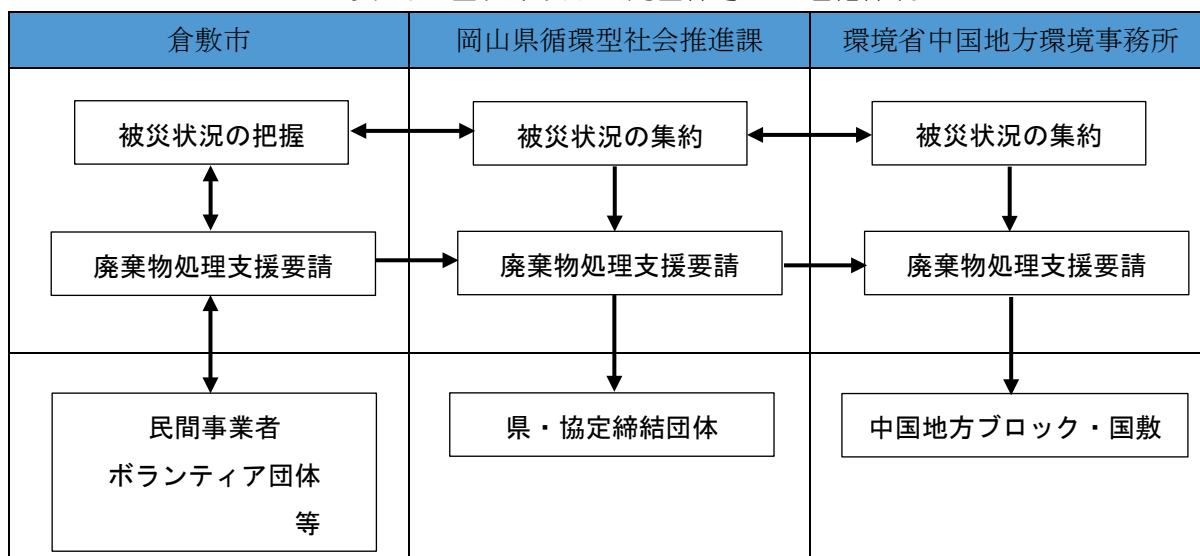 倉敷市
岡山県循環型社会推進課
環境省中国地方環境事務所
被災状況の把握
被災状況の集約
被災状況の集約
廃棄物処理支援要請
廃棄物処理支援要請
廃棄物処理支援要請
民間事業者
ボランティア団体
等
県・協定締結団体
中国地方ブロック・国敷